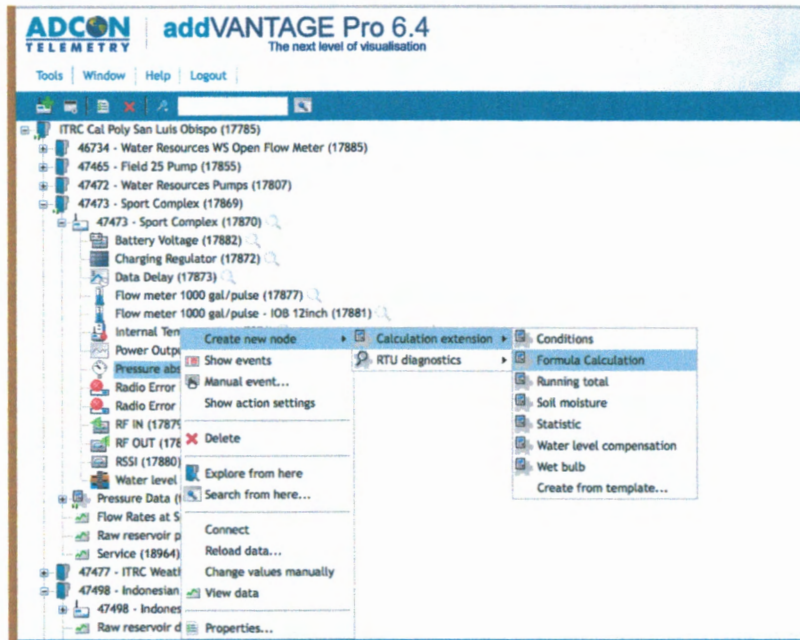 ADCON TELEMETRY
addVANTAGE Pro 6.4
The next level of visualisation
Tools Window Help Logout
ITRC Cal Poly San Luis Obispo (17785)
46734 - Water Resources WS Open Flow Meter (17885)
47465 - Field 25 Pump (17855)
47472 - Water Resources Pumps (17807)
47473 - Sport Complex (17869)
47473 - Sport Complex (17870)
Battery Voltage (17882)
Charging Regulator (17872)
Data Delay (17873)
Flow meter 1000 gal/pulse (17877)
Flow meter 1000 gal/pulse - IOB 12inch (17881)
Internal Ten
Power Outpu
Pressure abs
Radio Error
Radio Error
RF IN (1787
RF OUT (178
RSSI (17880)
Water level
Pressure Data (
Flow Rates at S
Raw reservoir p
Service (18964)
47477 - ITRC Weat
47498 - Indonesian
47498 - Indones
Raw reservoir d
Create new node
Show events
Manual event...
Show action settings
Delete
Explore from here
Search from here...
Connect
Reload data...
Change values manually
View data
Properties...
Calculation extension
RTU diagnostics
Conditions
Formula Calculation
Running total
Soil moisture
Statistic
Water level compensation
Wet bulb
Create from template...